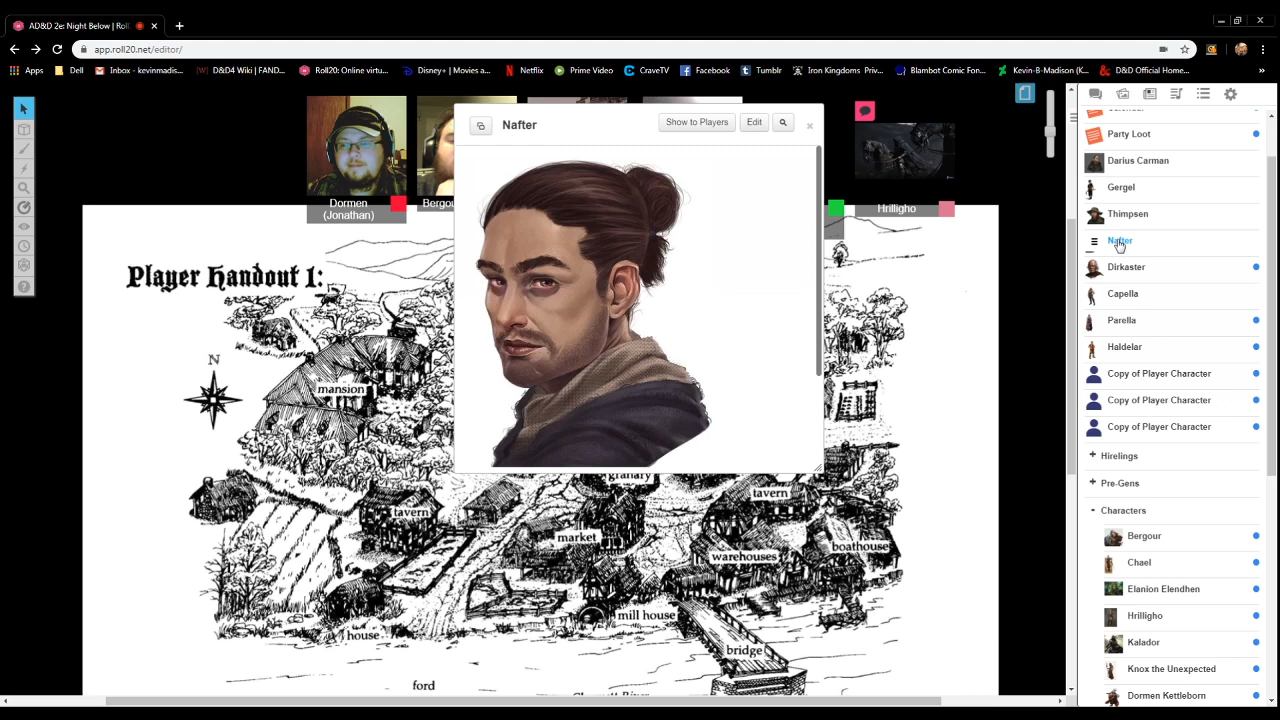 AD&D 2e: Night Below | Roll
app.roll20.net/editor/
Apps
Dell
Inbox - kevinmadis...
D&D4 Wiki | FAND...
Roll20: Online virtu...
Disney+ | Movies a...
Netflix
Prime Video
CraveTV
Facebook
Tumblr
Iron Kingdoms Priv...
Blambot Comic Fon...
Kevin-B-Madison (K...
D&D Official Home...
»
Dormen
(Jonathan)
Bergou
Hrilligho
Nafter
Show to Players
Edit
Player Handout 1:
N
mansion
granary
tavern
tavern
market
warehouses
boathouse
mill house
house
bridge
ford
Party Loot
Darius Carman
Gergel
Thimpsen
Nafter
Dirkaster
Capella
Parella
Haldelar
Copy of Player Character
Copy of Player Character
Copy of Player Character
+ Hirelings
+ Pre-Gens
- Characters
Bergour
Chael
Elanion Elendhen
Hrilligho
Kalador
Knox the Unexpected
Dormen Kettleborn